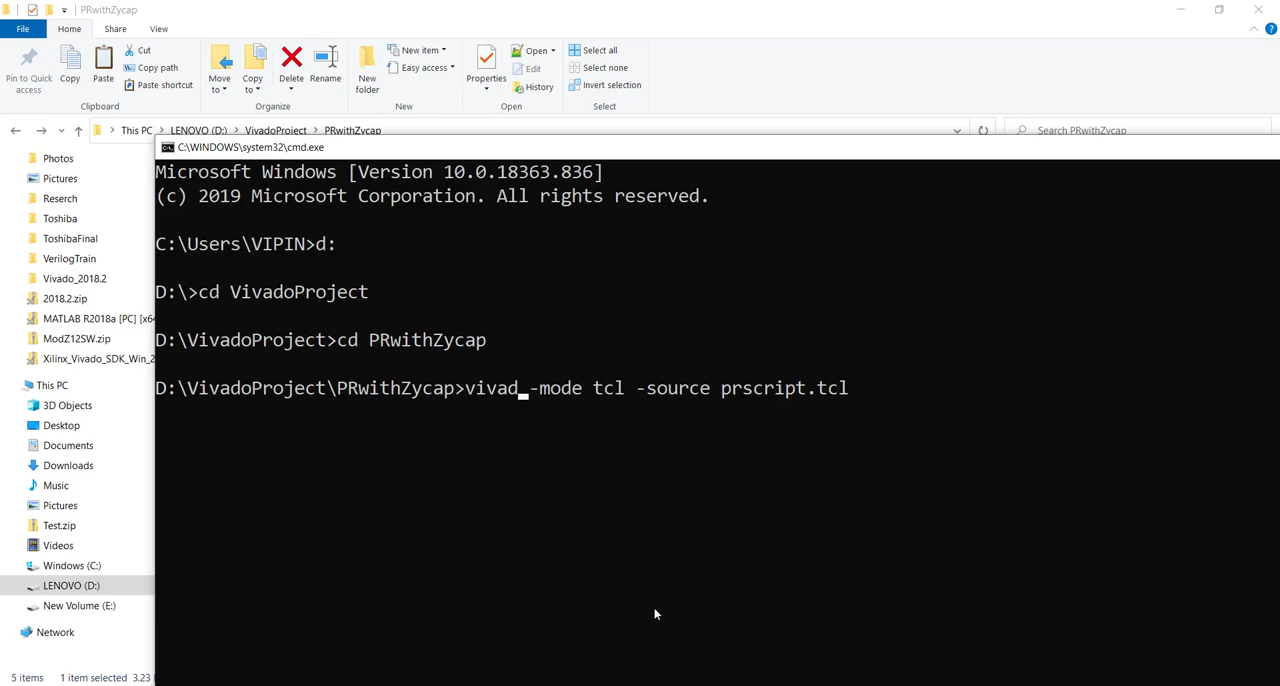 PRwithZycap
File Home Share View
Pin to Quick access
Copy
Paste
Cut
Copy path
Paste shortcut
Clipboard
Move to
Copy to
Delete
Rename
Organize
New folder
New item
Easy access
New
Properties
Open
Edit
History
Open
Select all
Select none
Invert selection
Select
This PC LENOVO (D:) VivadoProject PRwithZycap
Search PRwithZycap
Photos
Pictures
Reserch
Toshiba
ToshibaFinal
VerilogTrain
Vivado_2018.2
2018.2.zip
MATLAB R2018a [PC] [x64
ModZ12SW.zip
Xilinx_Vivado_SDK_Win_2
This PC
3D Objects
Desktop
Documents
Downloads
Music
Pictures
Test.zip
Videos
Windows (C:)
LENOVO (D:)
New Volume (E:)
Network
5 items 1 item selected 3.23
C:\WINDOWS\system32\cmd.exe
Microsoft Windows [Version 10.0.18363.836]
(c) 2019 Microsoft Corporation. All rights reserved.
C:\Users\VIPIN>d:
D:\>cd VivadoProject
D:\VivadoProject>cd PRwithZycap
D:\VivadoProject\PRwithZycap>vivad -mode tcl -source prscript.tcl